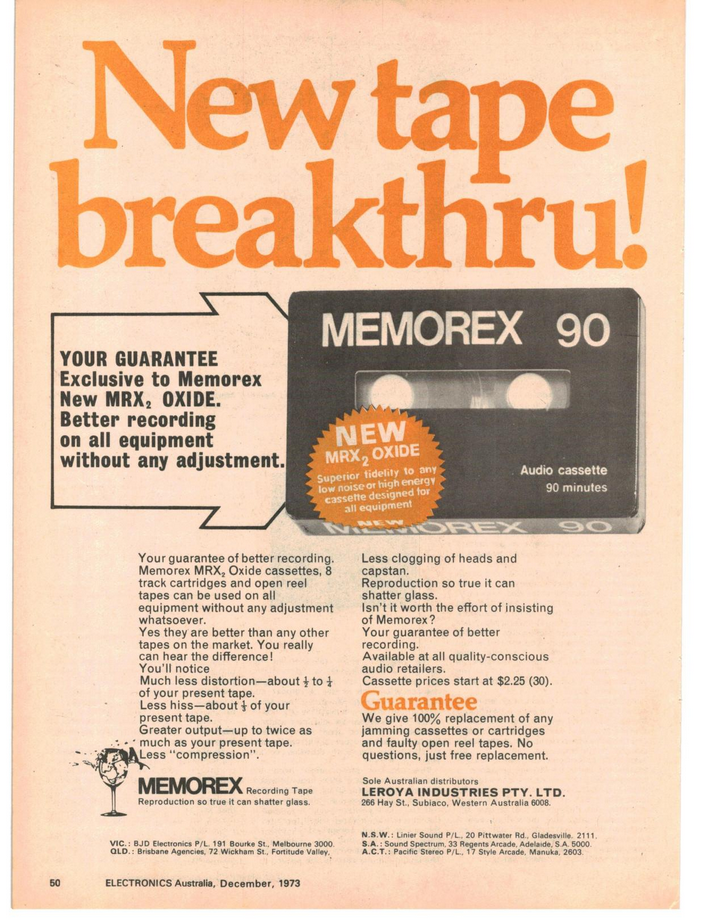 New tape
breakthru!
YOUR GUARANTEE
Exclusive to Memorex
New MRX₂ OXIDE.
Better recording
on all equipment
without any adjustment.
MEMOREX 90
NEW
MRX₂ OXIDE
Superior fidelity to any
low noise or high energy
cassette designed for
all equipment
Audio cassette
90 minutes
NEW
MEMOREX 90
Your guarantee of better recording.
Memorex MRX₂ Oxide cassettes, 8
track cartridges and open reel
tapes can be used on all
equipment without any adjustment
whatsoever.
Yes they are better than any other
tapes on the market. You really
can hear the difference!
You'll notice
Much less distortion—about ½ to ¼
of your present tape.
Less hiss—about ⅓ of your
present tape.
Greater output—up to twice as
much as your present tape.
Less "compression".
MEMOREX Recording Tape
Reproduction so true it can shatter glass.
Less clogging of heads and
capstan.
Reproduction so true it can
shatter glass.
Isn't it worth the effort of insisting
of Memorex?
Your guarantee of better
recording.
Available at all quality-conscious
audio retailers.
Cassette prices start at $2.25 (30).
Guarantee
We give 100% replacement of any
jamming cassettes or cartridges
and faulty open reel tapes. No
questions, just free replacement.
Sole Australian distributors
LEROYA INDUSTRIES PTY. LTD.
266 Hay St., Subiaco, Western Australia 6008.
VIC.: BJD Electronics P/L. 191 Bourke St., Melbourne 3000.
QLD.: Brisbane Agencies, 72 Wickham St., Fortitude Valley.
N.S.W.: Linier Sound P/L., 20 Pittwater Rd., Gladesville. 2111.
S.A.: Sound Spectrum, 33 Regents Arcade, Adelaide, S.A. 5000.
A.C.T.: Pacific Stereo P/L., 17 Style Arcade, Manuka, 2603.
50 ELECTRONICS Australia, December, 1973